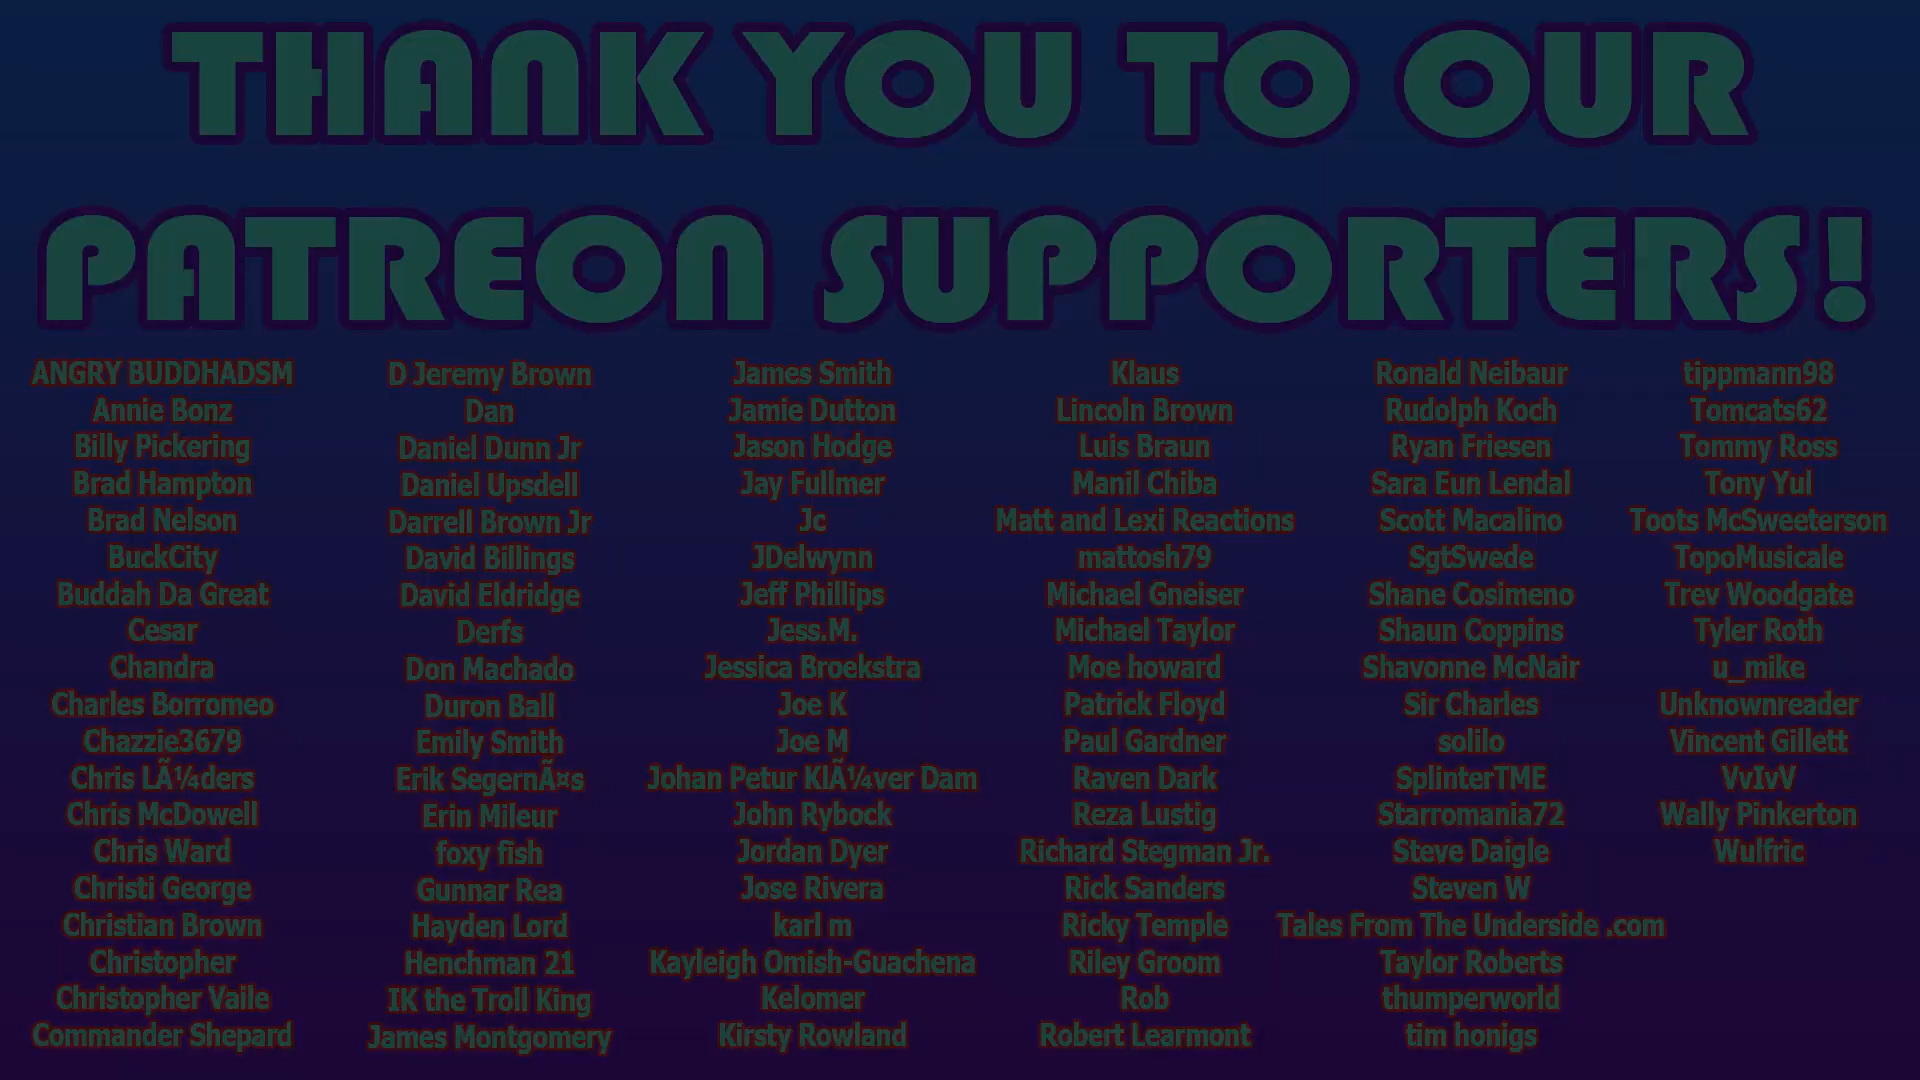 THANK YOU TO OUR
PATREON SUPPORTERS!
ANGRY BUDDHADSM
Annie Bonz
Billy Pickering
Brad Hampton
Brad Nelson
BuckCity
Buddah Da Great
Cesar
Chandra
Charles Borromeo
Chazzie3679
Chris LÃ¼ders
Chris McDowell
Chris Ward
Christi George
Christian Brown
Christopher
Christopher Vaile
Commander Shepard
D Jeremy Brown
Dan
Daniel Dunn Jr
Daniel Upsdell
Darrell Brown Jr
David Billings
David Eldridge
Derfs
Don Machado
Duron Ball
Emily Smith
Erik SegernÃ¤s
Erin Mileur
foxy fish
Gunnar Rea
Hayden Lord
Henchman 21
IK the Troll King
James Montgomery
James Smith
Jamie Dutton
Jason Hodge
Jay Fullmer
Jc
JDelwynn
Jeff Phillips
Jess.M.
Jessica Broekstra
Joe K
Joe M
Johan Petur KlÃ¼ver Dam
John Rybock
Jordan Dyer
Jose Rivera
karl m
Kayleigh Omish-Guachena
Kelomer
Kirsty Rowland
Klaus
Lincoln Brown
Luis Braun
Manil Chiba
Matt and Lexi Reactions
mattosh79
Michael Gneiser
Michael Taylor
Moe howard
Patrick Floyd
Paul Gardner
Raven Dark
Reza Lustig
Richard Stegman Jr.
Rick Sanders
Ricky Temple
Riley Groom
Rob
Robert Learmont
Ronald Neibaur
Rudolph Koch
Ryan Friesen
Sara Eun Lendal
Scott Macalino
SgtSwede
Shane Cosimeno
Shaun Coppins
Shavonne McNair
Sir Charles
solilo
SplinterTME
Starromania72
Steve Daigle
Steven W
Tales From The Underside .com
Taylor Roberts
thumperworld
tim honigs
tippmann98
Tomcats62
Tommy Ross
Tony Yul
Toots McSweeterson
TopoMusicale
Trev Woodgate
Tyler Roth
u_mike
Unknownreader
Vincent Gillett
VvIvV
Wally Pinkerton
Wulfric